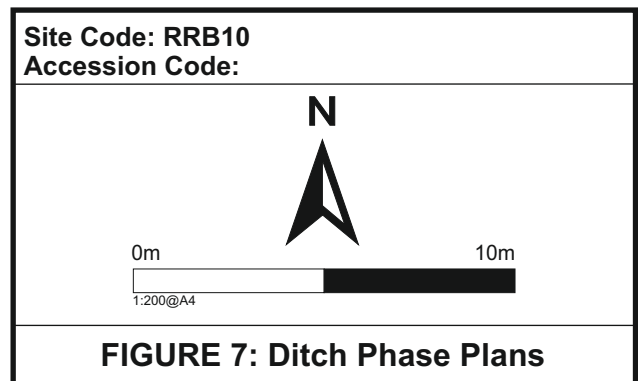 Site Code: RRB10
Accession Code:
N
0m 10m
1:200@A4
FIGURE 7: Ditch Phase Plans